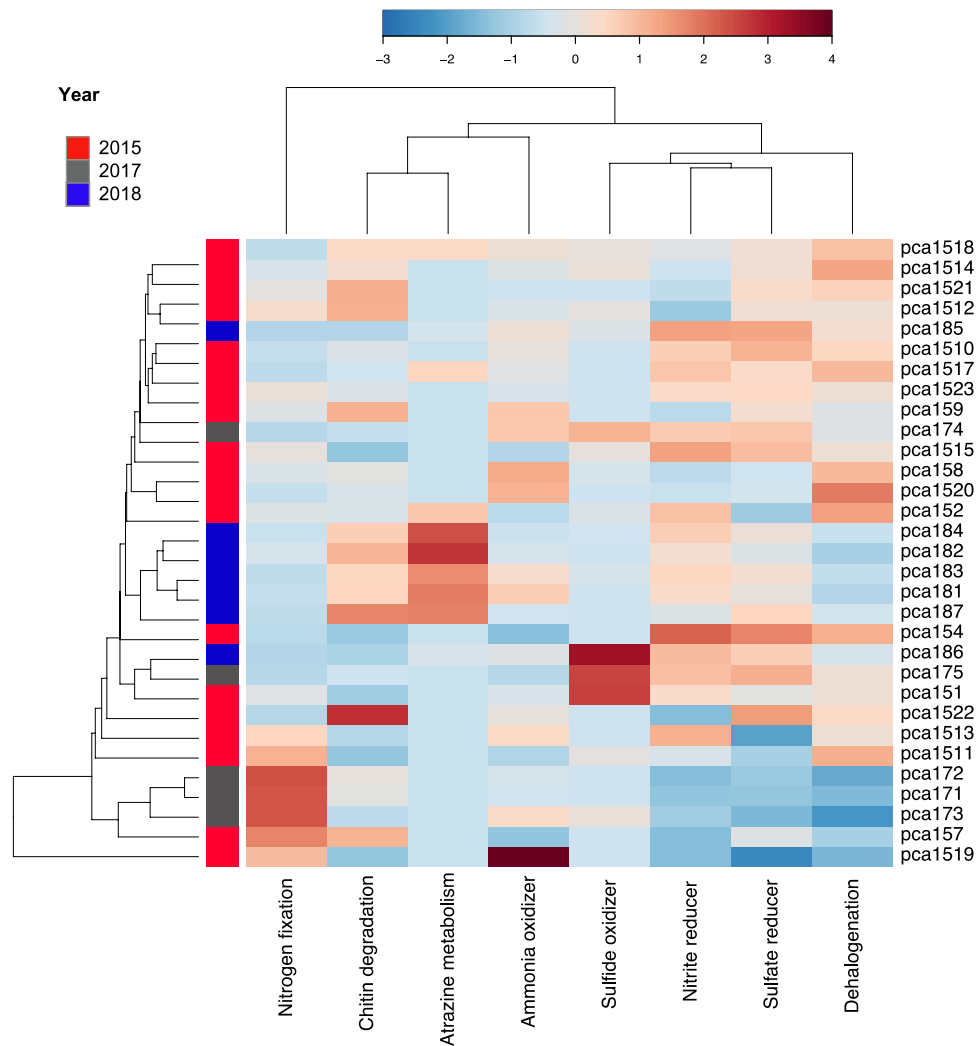 −3 −2 −1 0 1 2 3 4
Year
2015
2017
2018
pca1518
pca1514
pca1521
pca1512
pca185
pca1510
pca1517
pca1523
pca159
pca174
pca1515
pca158
pca1520
pca152
pca184
pca182
pca183
pca181
pca187
pca154
pca186
pca175
pca151
pca1522
pca1513
pca1511
pca172
pca171
pca173
pca157
pca1519
Nitrogen fixation
Chitin degradation
Atrazine metabolism
Ammonia oxidizer
Sulfide oxidizer
Nitrite reducer
Sulfate reducer
Dehalogenation